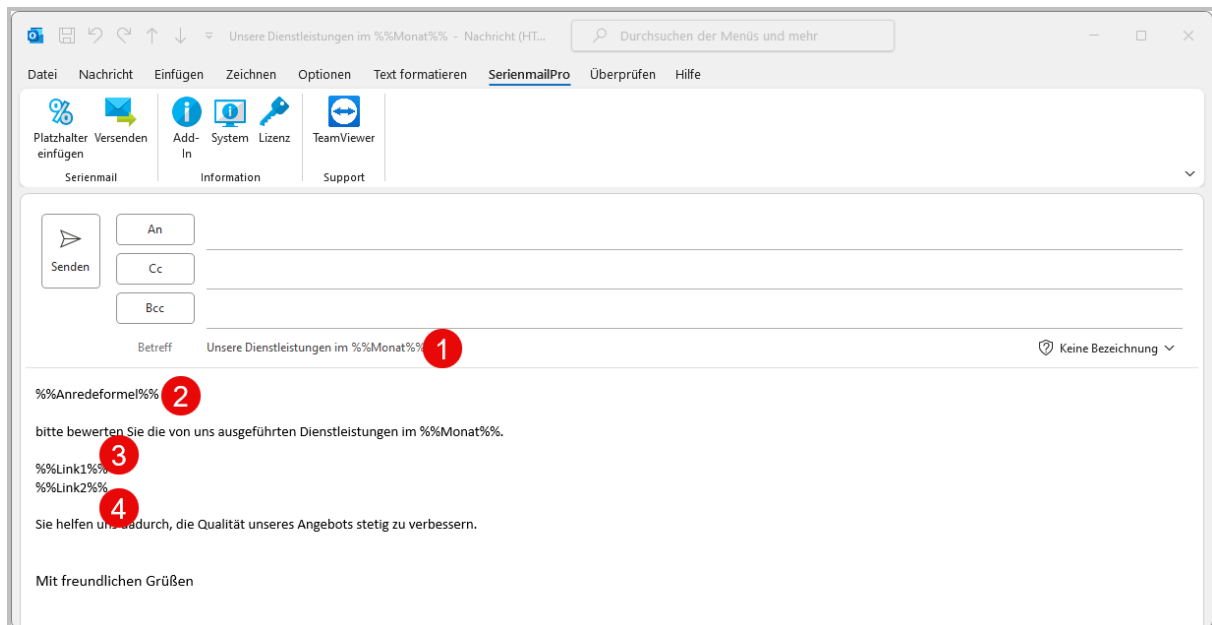 Unsere Dienstleistungen im %%Monat%% - Nachricht (HT...
Durchsuchen der Menüs und mehr
Datei Nachricht Einfügen Zeichnen Optionen Text formatieren SerienmailPro Überprüfen Hilfe
Platzhalter einfügen
Versenden
Add-In
System
Lizenz
TeamViewer
Serienmail
Information
Support
Senden
An
Cc
Bcc
Betreff Unsere Dienstleistungen im %%Monat%% 1 Keine Bezeichnung
%%Anredeformel%% 2
bitte bewerten Sie die von uns ausgeführten Dienstleistungen im %%Monat%%.
3
%%Link1%%
%%Link2%%
4
Sie helfen uns dadurch, die Qualität unseres Angebots stetig zu verbessern.
Mit freundlichen Grüßen